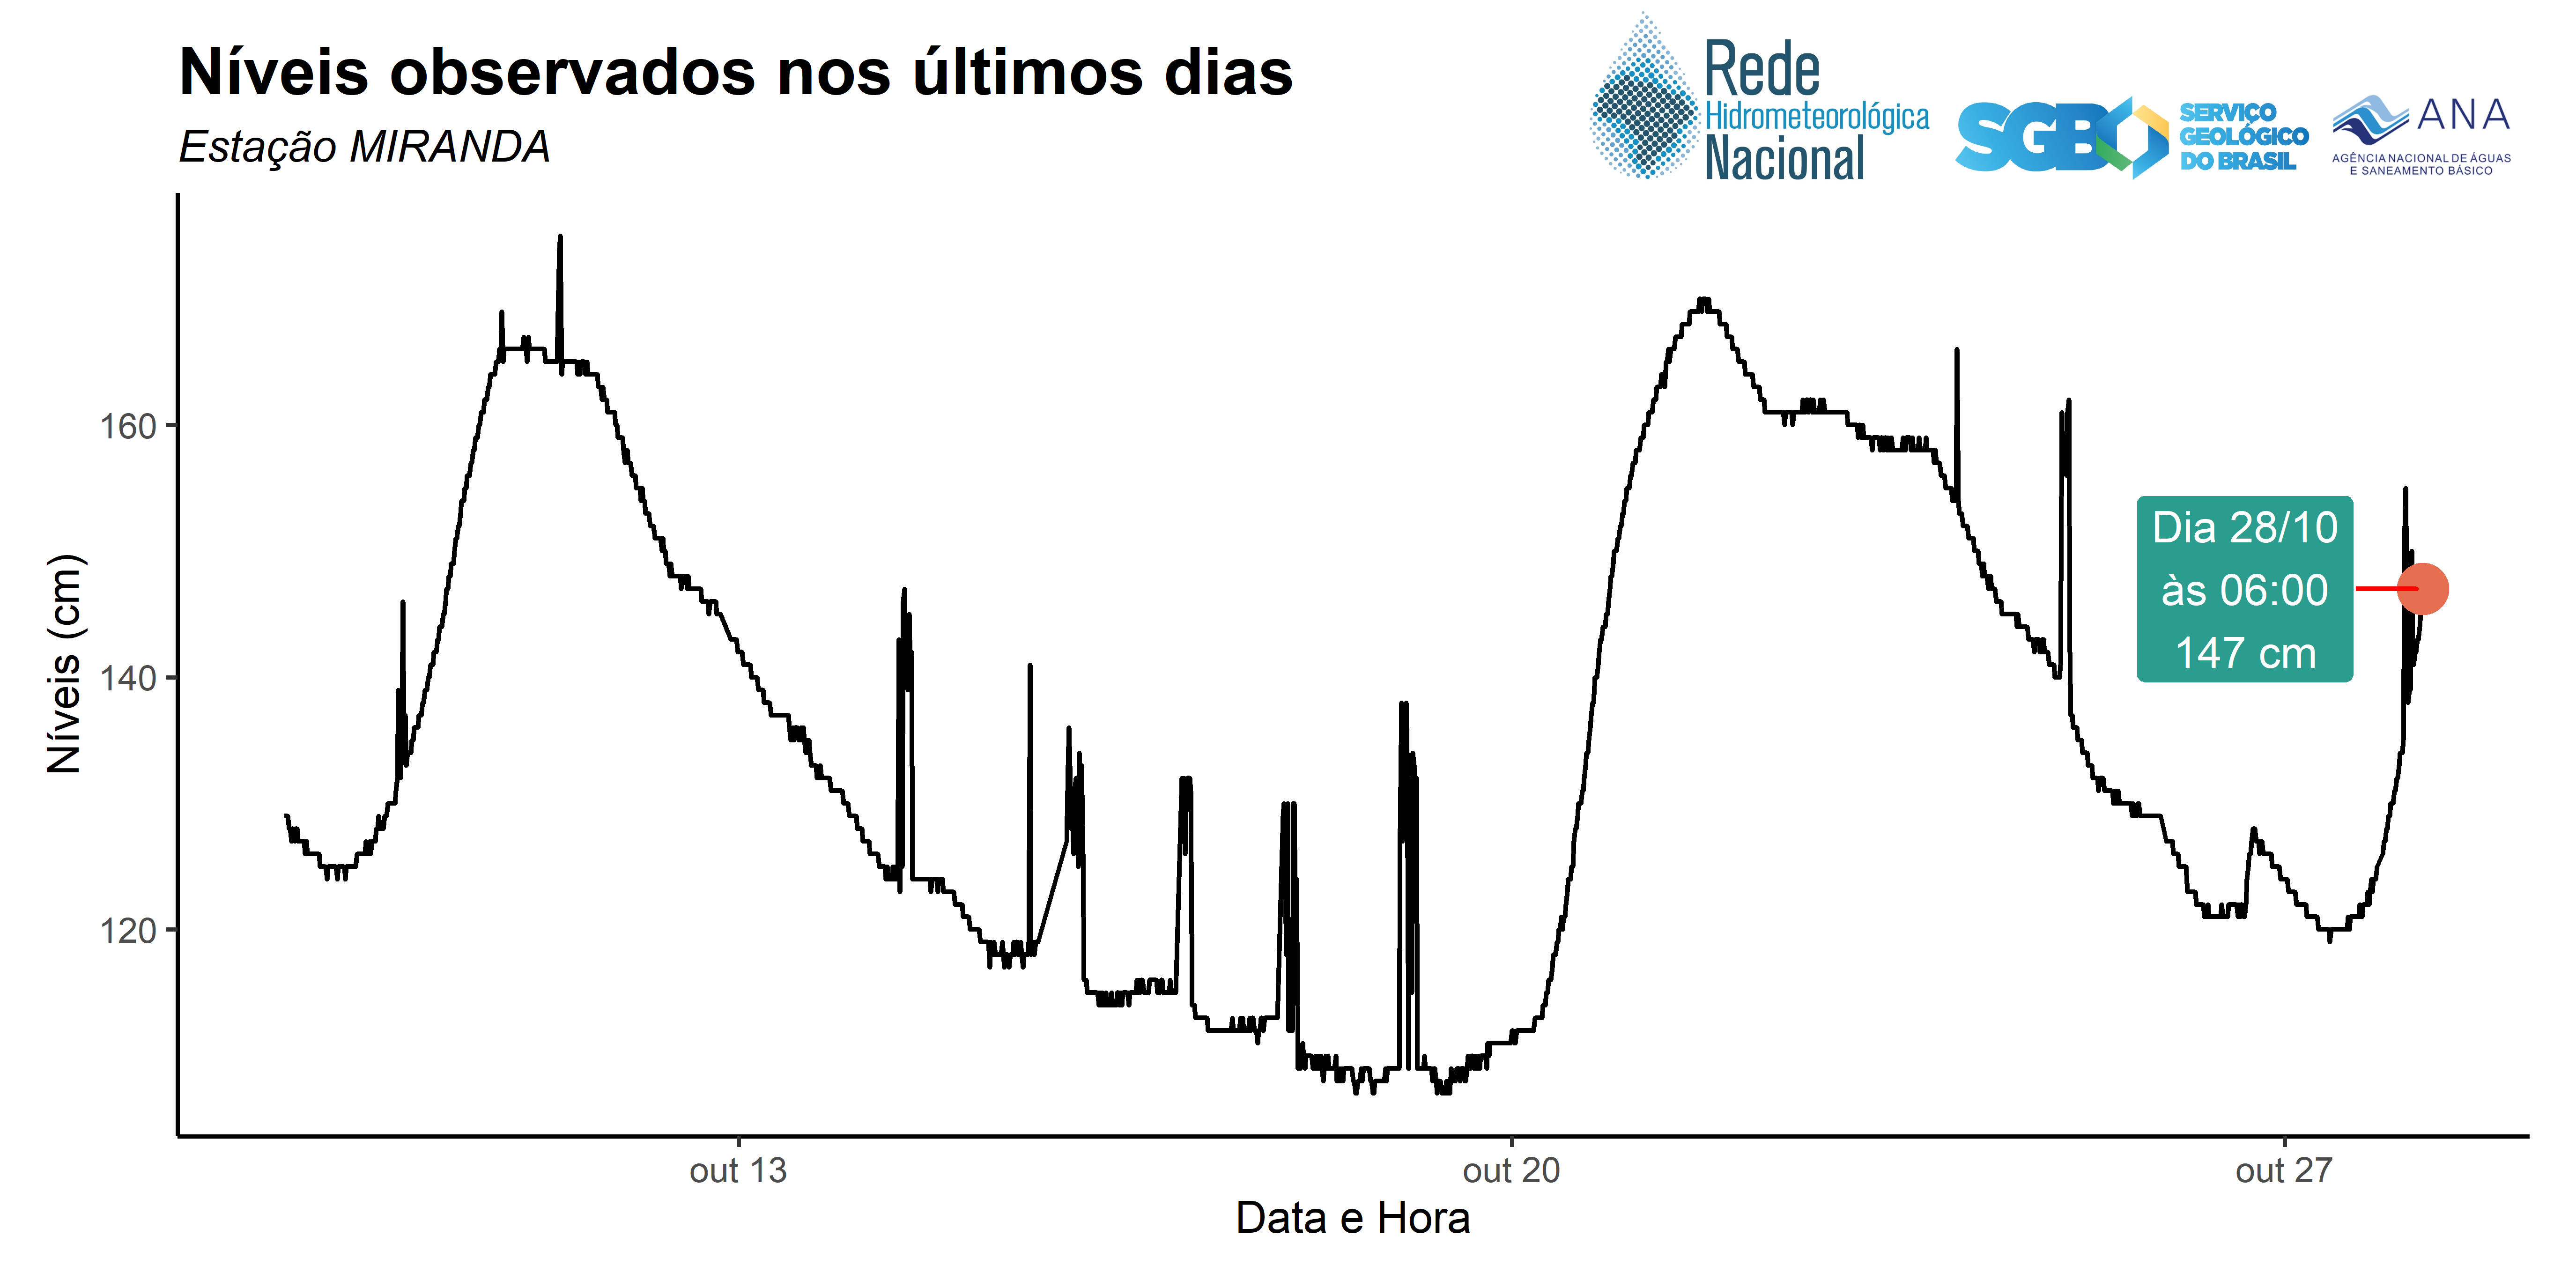 Níveis observados nos últimos dias
Estação MIRANDA
Rede
Hidrometeorológica
Nacional
SGB
SERVIÇO
GEOLÓGICO
DO BRASIL
ANA
AGÊNCIA NACIONAL DE ÁGUAS
E SANEAMENTO BÁSICO
Níveis (cm)
160
140
120
Dia 28/10
às 06:00
147 cm
out 13
out 20
out 27
Data e Hora